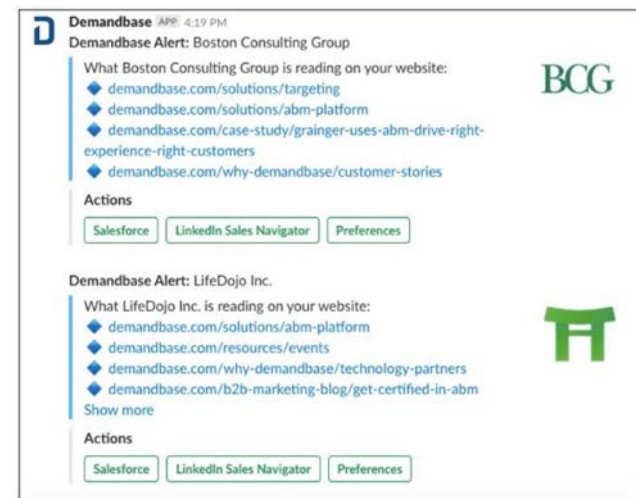 Demandbase APP 4:19 PM
Demandbase Alert: Boston Consulting Group
What Boston Consulting Group is reading on your website:
demandbase.com/solutions/targeting
demandbase.com/solutions/abm-platform
demandbase.com/case-study/grainger-uses-abm-drive-right-
experience-right-customers
demandbase.com/why-demandbase/customer-stories
BCG
Actions
Salesforce LinkedIn Sales Navigator Preferences
Demandbase Alert: LifeDojo Inc.
What LifeDojo Inc. is reading on your website:
demandbase.com/solutions/abm-platform
demandbase.com/resources/events
demandbase.com/why-demandbase/technology-partners
demandbase.com/b2b-marketing-blog/get-certified-in-abm
Show more
Actions
Salesforce LinkedIn Sales Navigator Preferences